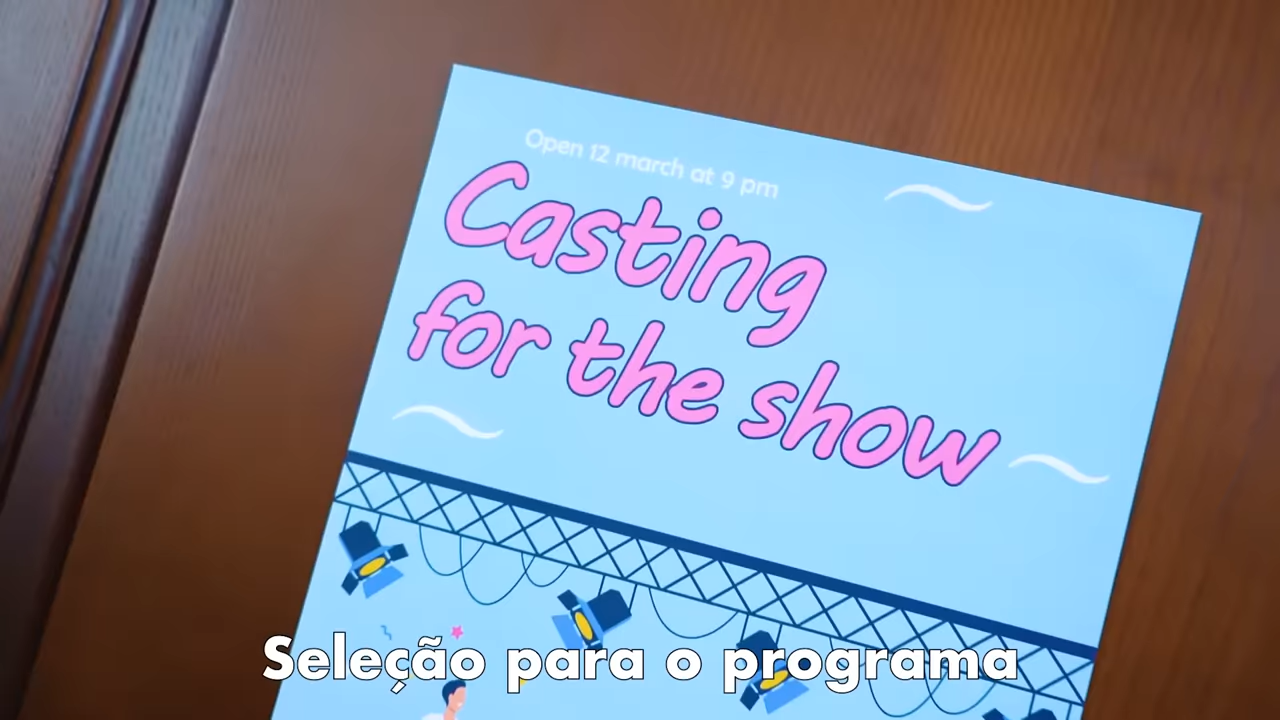 Open 12 march at 9 pm
Casting
for the show
Seleção para o programa